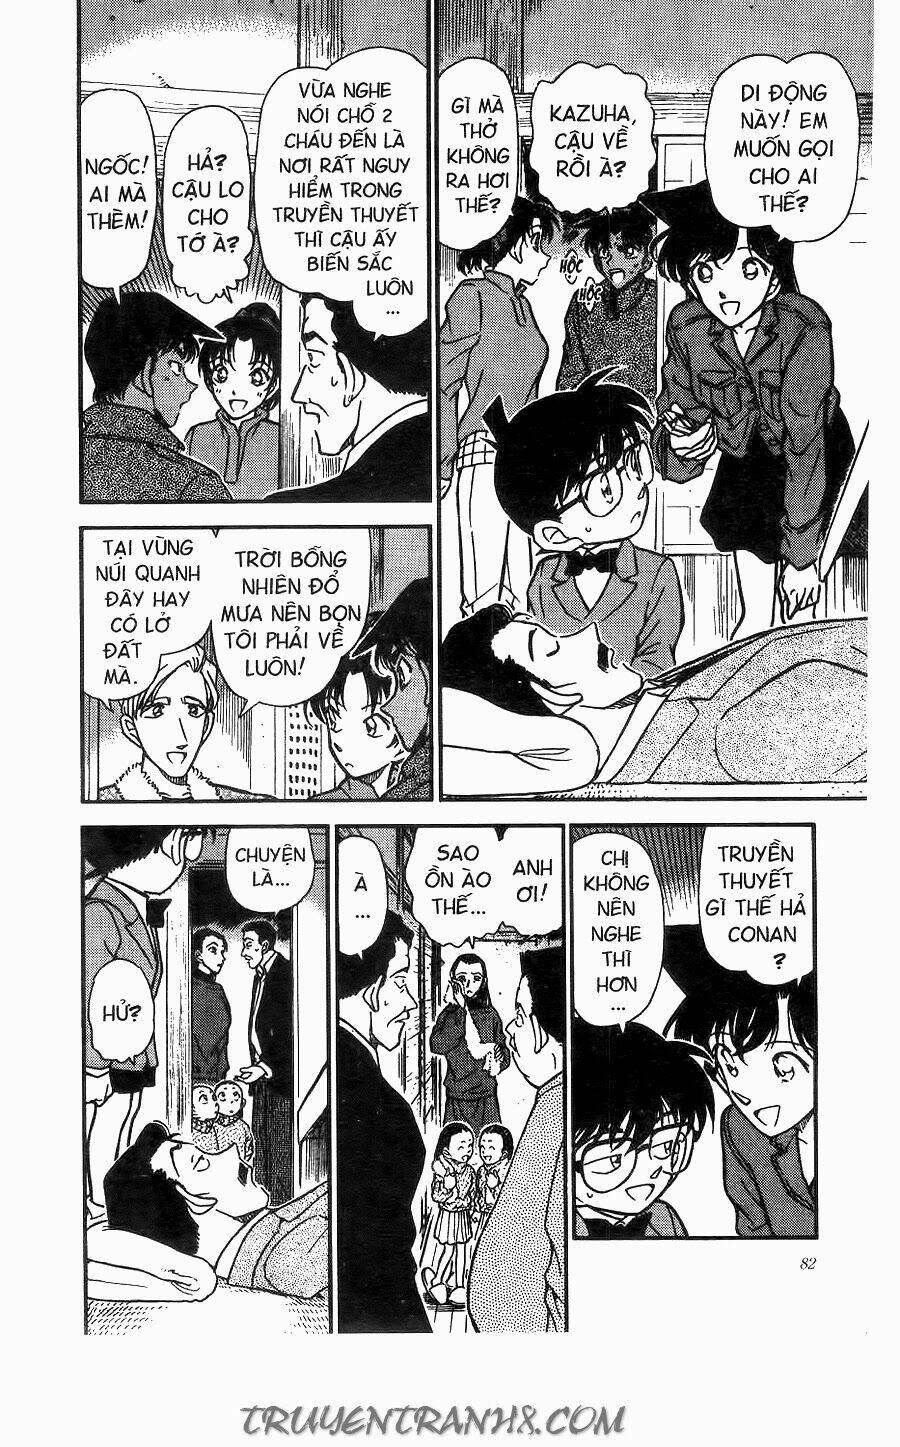 DI ĐỘNG
NÀY! EM
MUỐN GỌI
CHO AI
THẾ?
KAZUHA,
CẬU VỀ
RỒI À?
GÌ MÀ
THỞ
KHÔNG
RA HƠI
THẾ?
HỘC
HỘC
VỪA NGHE
NÓI CHỖ 2
CHÁU ĐẾN LÀ
NƠI RẤT NGUY
HIỂM TRONG
TRUYỀN THUYẾT
THÌ CẬU ẤY
BIẾN SẮC
LUÔN
...
HẢ?
CẬU LO
CHO
TỚ À?
NGỐC!
AI MÀ
THÈM!
TRỜI BỖNG
NHIÊN ĐỔ
MƯA NÊN BỌN
TÔI PHẢI VỀ
LUÔN!
TẠI VÙNG
NÚI QUANH
ĐÂY HAY
CÓ LỞ
ĐẤT
MÀ.
TRUYỀN
THUYẾT
GÌ THẾ HẢ
CONAN
?
CHỊ
KHÔNG
NÊN
NGHE
THÌ
HƠN
...
ANH
ƠI!
SAO
ỒN ÀO
THẾ...
À
...
CHUYỆN
LÀ...
HỬ?
82
TRUYENTRANH8.COM